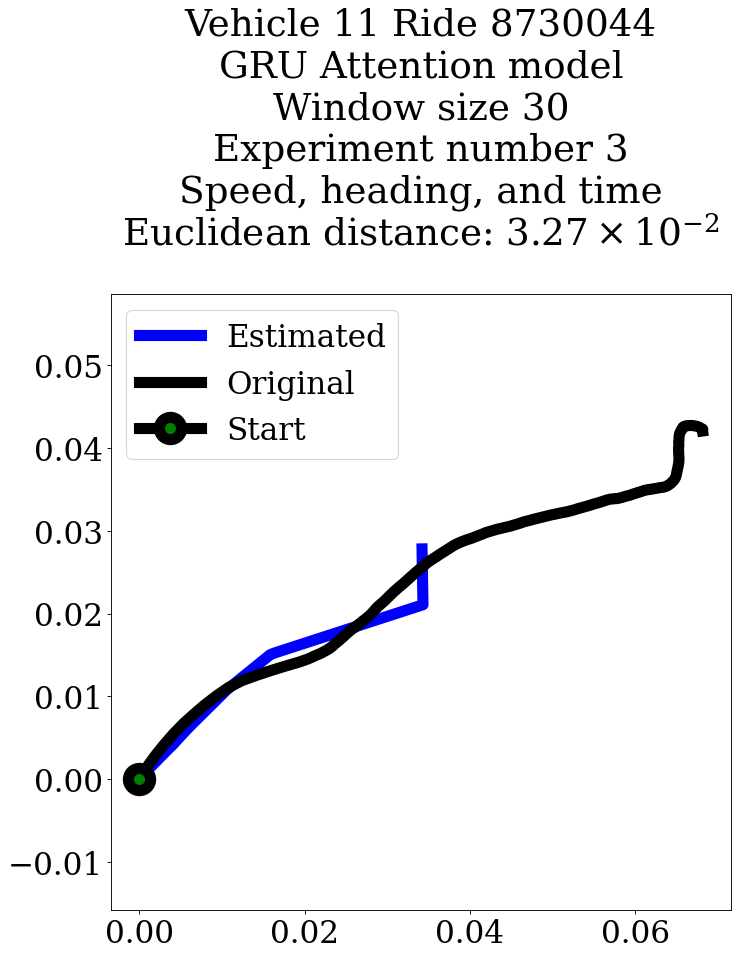 Vehicle 11 Ride 8730044
GRU Attention model
Window size 30
Experiment number 3
Speed, heading, and time
Euclidean distance: 3.27 × 10⁻²
Estimated
Original
Start
0.05
0.04
0.03
0.02
0.01
0.00
−0.01
0.00 0.02 0.04 0.06